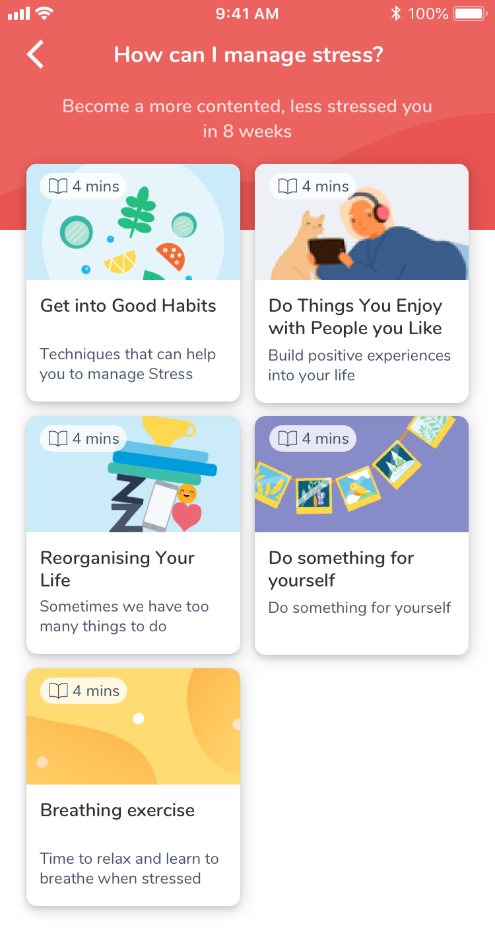 9:41 AM
100%
How can I manage stress?
Become a more contented, less stressed you
in 8 weeks
4 mins
Get into Good Habits
Techniques that can help
you to manage Stress
4 mins
Do Things You Enjoy
with People you Like
Build positive experiences
into your life
4 mins
Reorganising Your
Life
Sometimes we have too
many things to do
4 mins
Do something for
yourself
Do something for yourself
4 mins
Breathing exercise
Time to relax and learn to
breathe when stressed